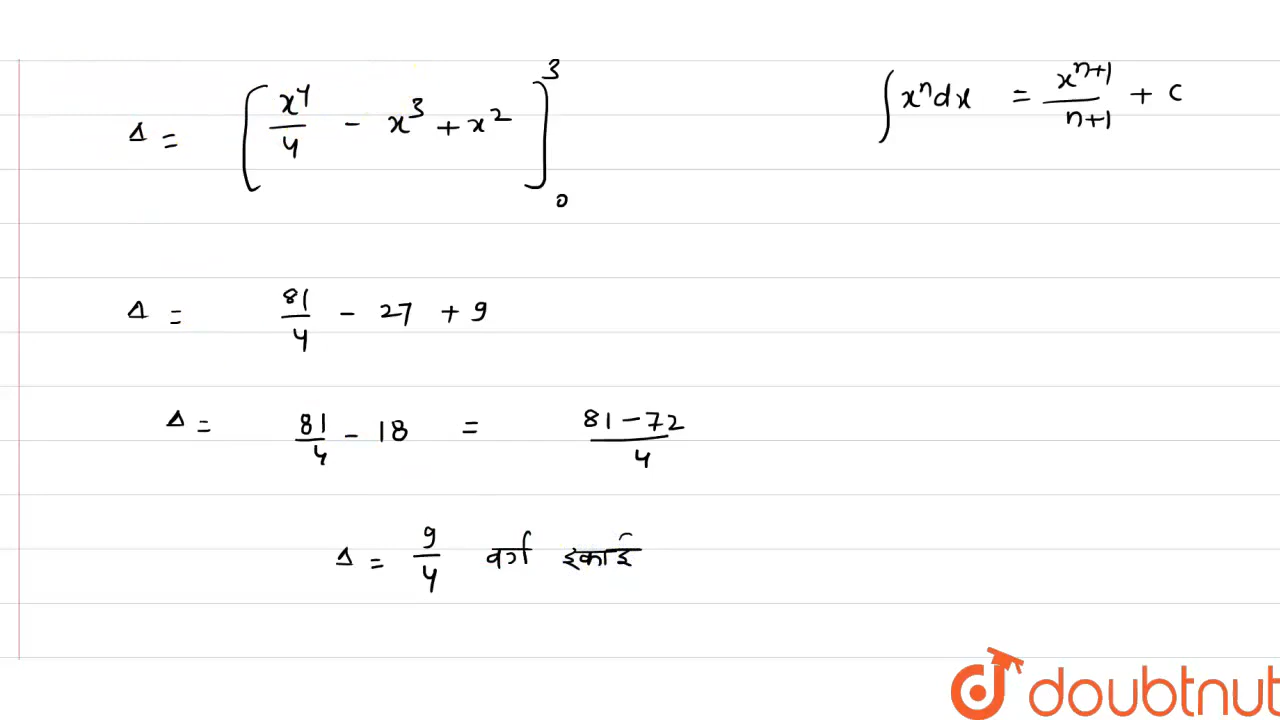 Δ = [x⁴/4 - x³ + x²]₀³
∫xⁿdx = xⁿ⁺¹/n+1 + c
Δ = 81/4 - 27 + 9
Δ = 81/4 - 18 = 81-72/4
Δ = 9/4 वर्ग इकाई
doubtnut